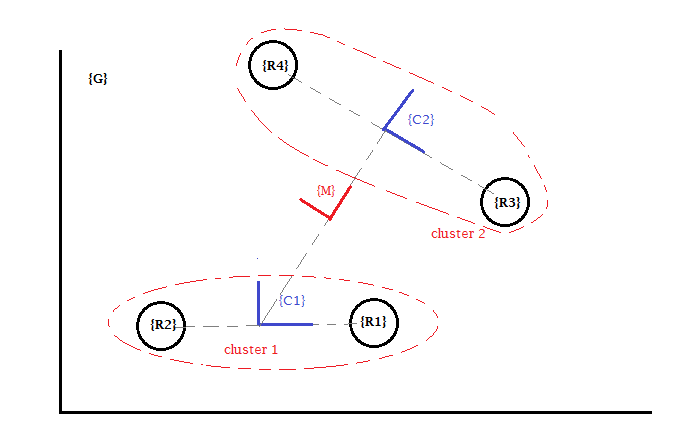 {R4}
{G}
{C2}
{M}
{R3}
cluster 2
{C1}
{R2}
{R1}
cluster 1